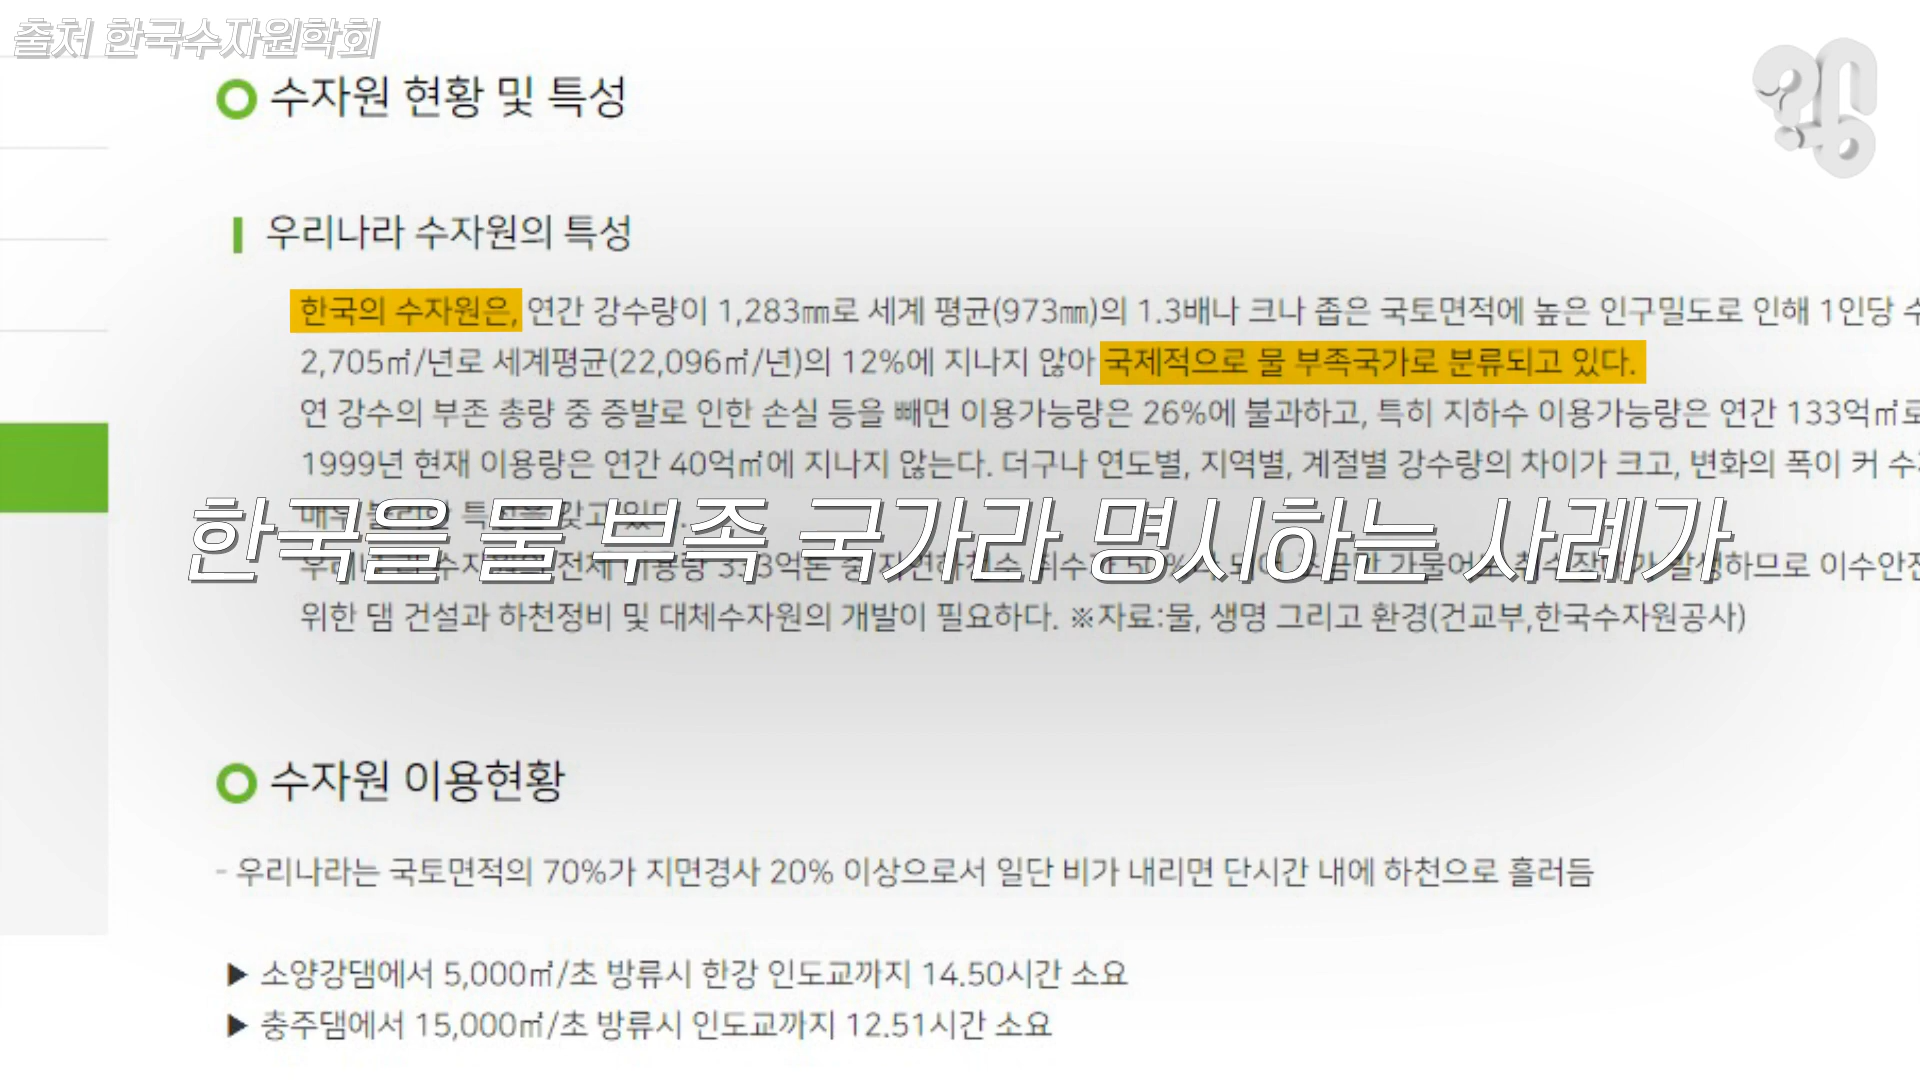 출처 한국수자원학회
수자원 현황 및 특성
우리나라 수자원의 특성
한국의 수자원은, 연간 강수량이 1,283㎜로 세계 평균(973㎜)의 1.3배나 크나 좁은 국토면적에 높은 인구밀도로 인해 1인당
2,705㎥/년로 세계평균(22,096㎥/년)의 12%에 지나지 않아 국제적으로 물 부족국가로 분류되고 있다.
연 강수의 부존 총량 중 증발로 인한 손실 등을 빼면 이용가능량은 26%에 불과하고, 특히 지하수 이용가능량은 연간 133억㎥로
1999년 현재 이용량은 연간 40억㎥에 지나지 않는다. 더구나 연도별, 지역별, 계절별 강수량의 차이가 크고, 변화의 폭이 커
한국을 물 부족 국가라 명시하는 사례가
위한 댐 건설과 하천정비 및 대체수자원의 개발이 필요하다. ※자료:물, 생명 그리고 환경(건교부,한국수자원공사)
수자원 이용현황
- 우리나라는 국토면적의 70%가 지면경사 20% 이상으로서 일단 비가 내리면 단시간 내에 하천으로 흘러듬
▶ 소양강댐에서 5,000㎥/초 방류시 한강 인도교까지 14.50시간 소요
▶ 충주댐에서 15,000㎥/초 방류시 인도교까지 12.51시간 소요